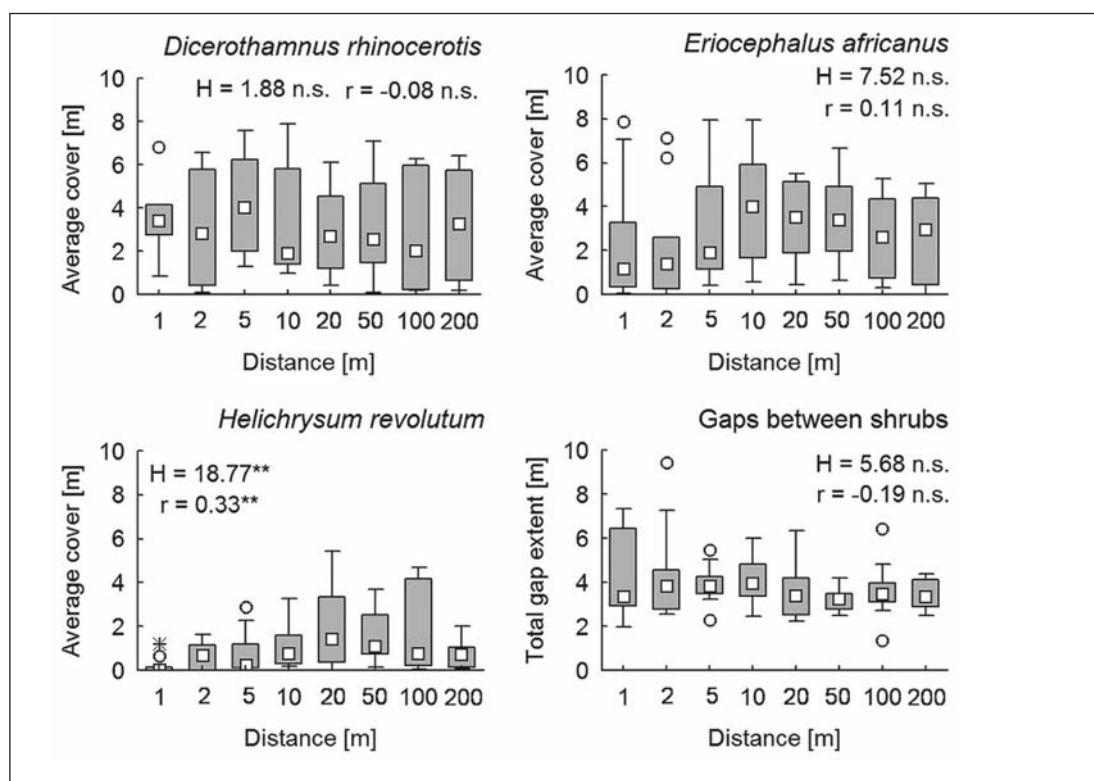 Dicerothamnus rhinocerotis
H = 1.88 n.s. r = -0.08 n.s.
Average cover [m]
10
8
6
4
2
0
1 2 5 10 20 50 100 200
Distance [m]
Eriocephalus africanus
H = 7.52 n.s.
r = 0.11 n.s.
Average cover [m]
10
8
6
4
2
0
1 2 5 10 20 50 100 200
Distance [m]
Helichrysum revolutum
H = 18.77**
r = 0.33**
Average cover [m]
10
8
6
4
2
0
1 2 5 10 20 50 100 200
Distance [m]
Gaps between shrubs
H = 5.68 n.s.
r = -0.19 n.s.
Total gap extent [m]
10
8
6
4
2
0
1 2 5 10 20 50 100 200
Distance [m]